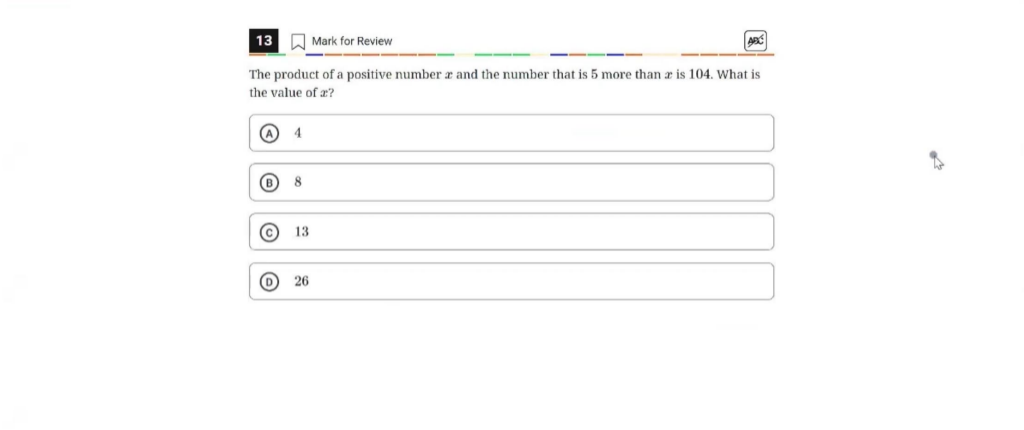 13 Mark for Review ABC
The product of a positive number x and the number that is 5 more than x is 104. What is
the value of x?
A 4
B 8
C 13
D 26